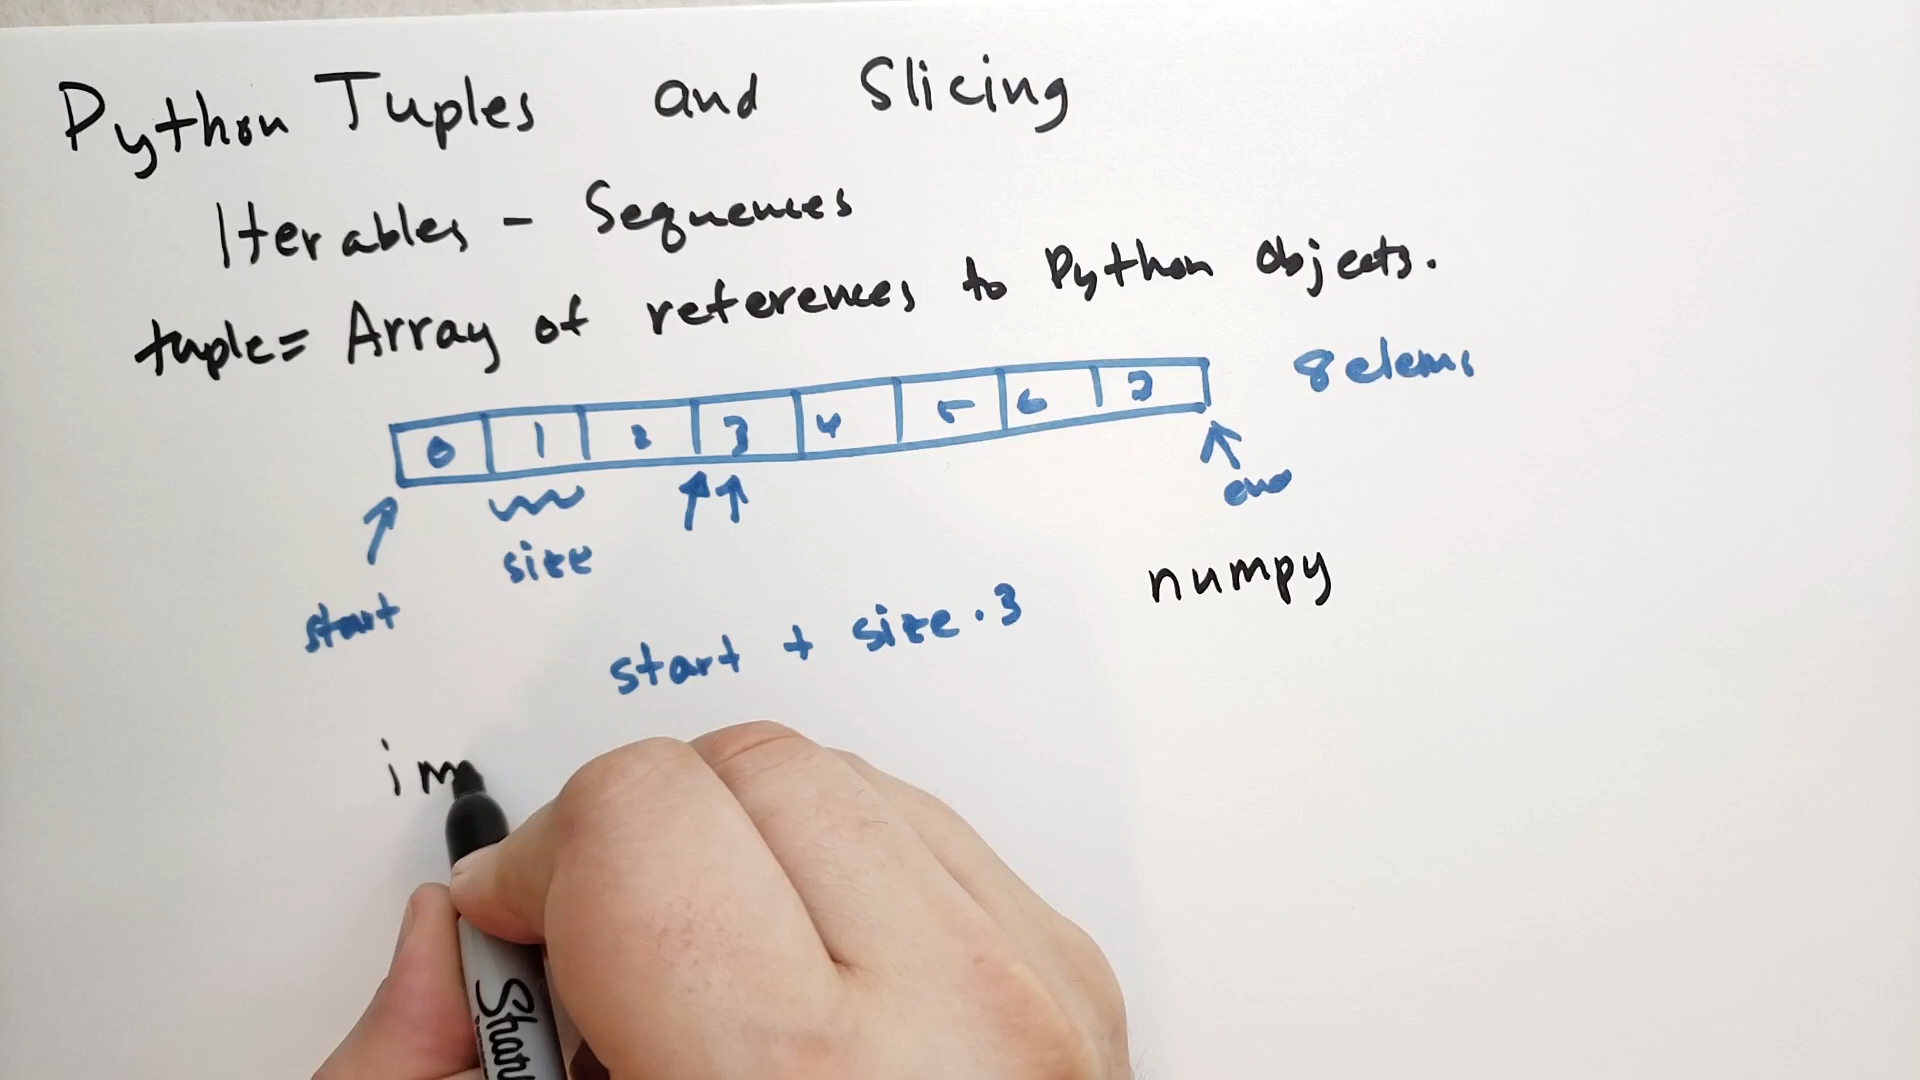 Python Tuples and Slicing
Iterables - Sequences
tuple= Array of references to Python Objects.
8 elems
0 1 2 3 4 5 6 7
end
size
start
numpy
start + size.3
im